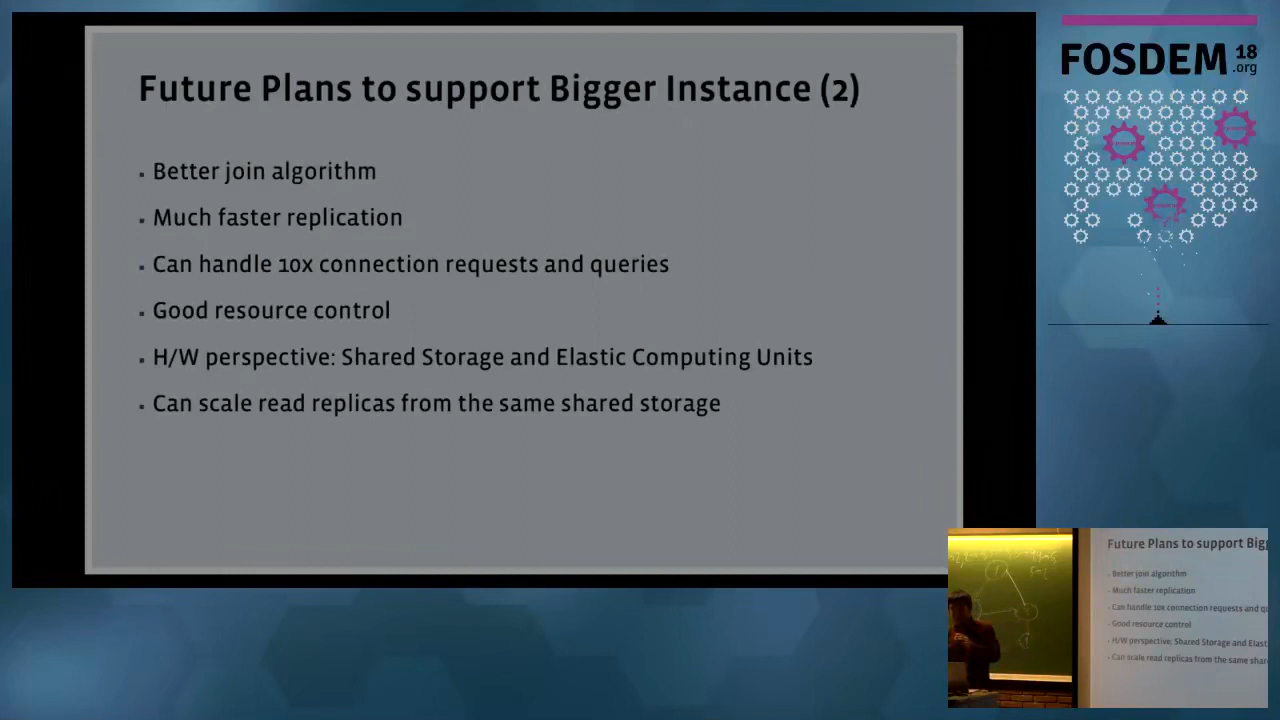 Future Plans to support Bigger Instance (2)
▪ Better join algorithm
▪ Much faster replication
▪ Can handle 10x connection requests and queries
▪ Good resource control
▪ H/W perspective: Shared Storage and Elastic Computing Units
▪ Can scale read replicas from the same shared storage
FOSDEM 18
.org
Future Plans to support Bigg
Better join algorithm
Much faster replication
Can handle 10x connection requests and qu
Good resource control
H/W perspective: Shared Storage and Elast
Can scale read replicas from the same shar